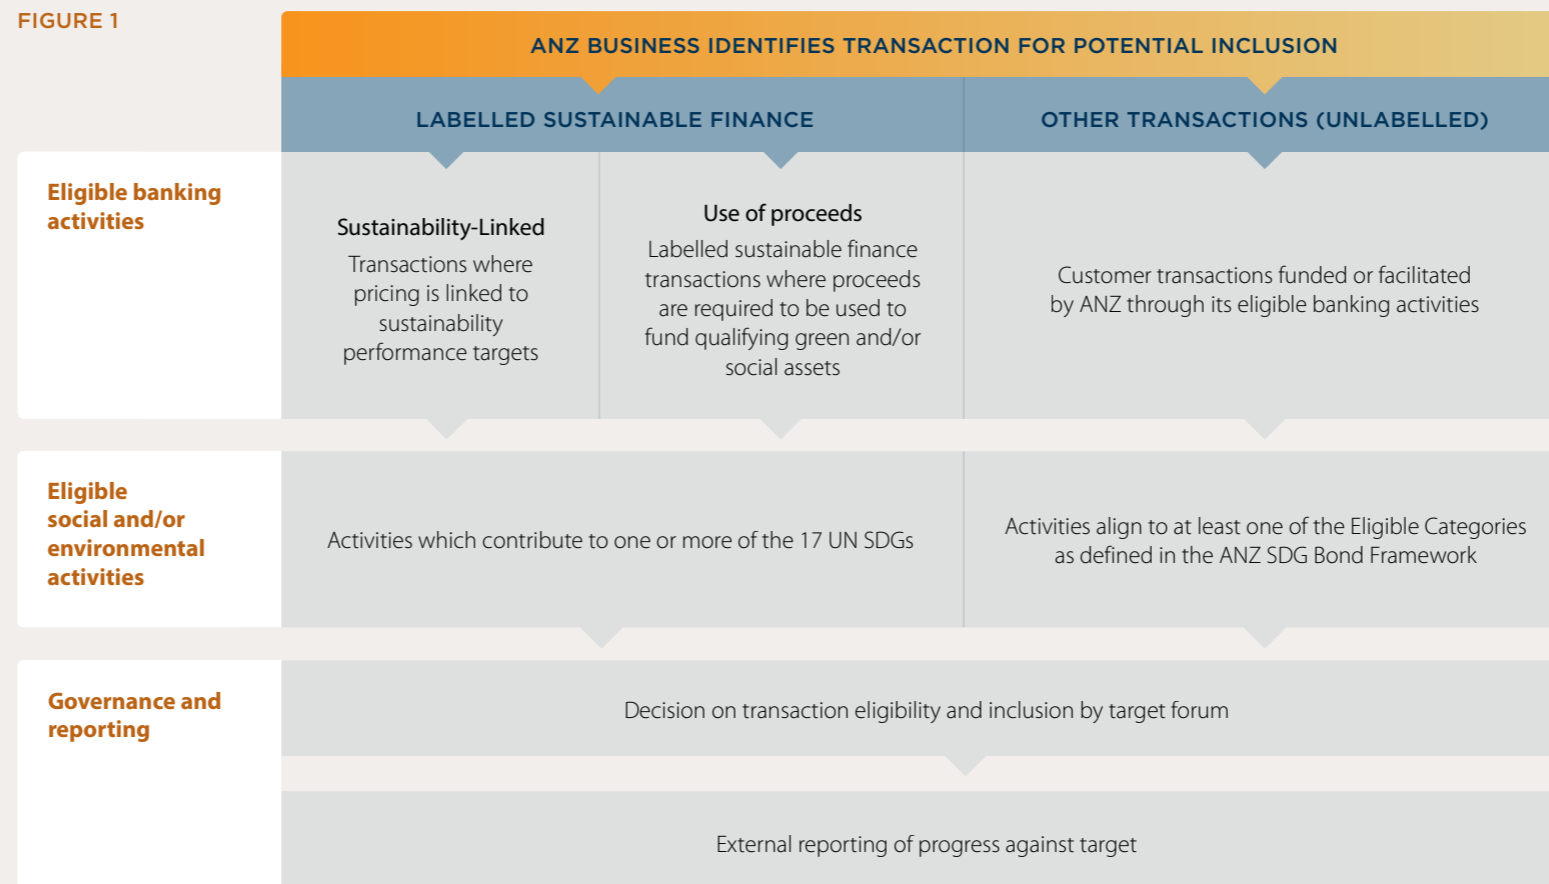 FIGURE 1
ANZ BUSINESS IDENTIFIES TRANSACTION FOR POTENTIAL INCLUSION
LABELLED SUSTAINABLE FINANCE
OTHER TRANSACTIONS (UNLABELLED)
Eligible banking
activities
Sustainability-Linked
Transactions where
pricing is linked to
sustainability
performance targets
Use of proceeds
Labelled sustainable finance
transactions where proceeds
are required to be used to
fund qualifying green and/or
social assets
Customer transactions funded or facilitated
by ANZ through its eligible banking activities
Eligible
social and/or
environmental
activities
Activities which contribute to one or more of the 17 UN SDGs
Activities align to at least one of the Eligible Categories
as defined in the ANZ SDG Bond Framework
Governance and
reporting
Decision on transaction eligibility and inclusion by target forum
External reporting of progress against target